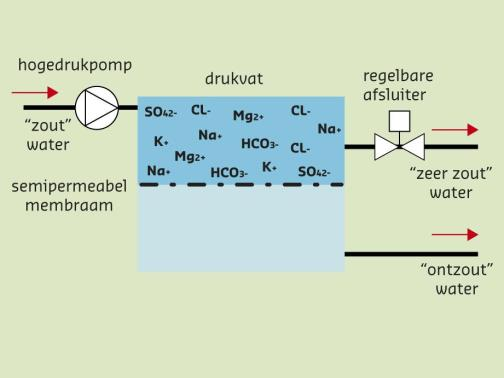 hogedrukpomp
drukvat
regelbare
afsluiter
SO42- CL- Mg2+ CL-
Na+
K+ Na+ HCO3- CL-
Mg2+
Na+ HCO3- K+ SO42-
“zout”
water
“zeer zout”
water
semipermeabel
membraam
“ontzout”
water